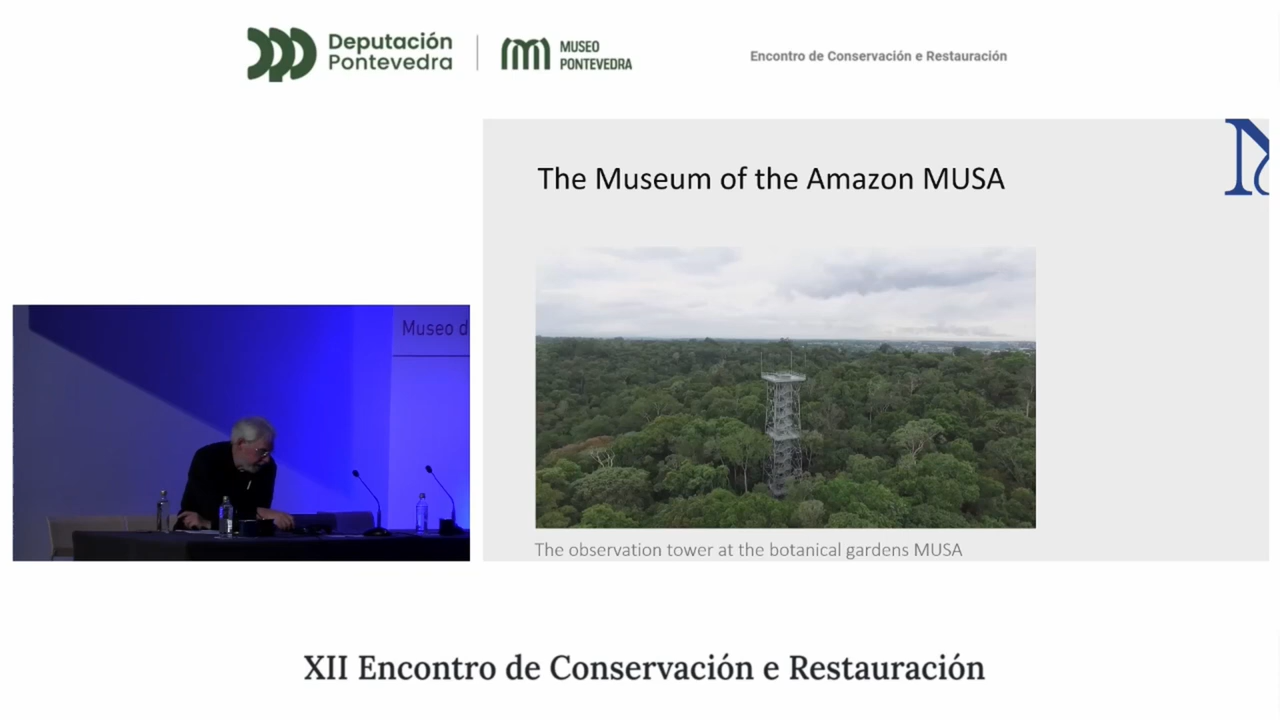 Deputación
Pontevedra
MUSEO
PONTEVEDRA
Encontro de Conservación e Restauración
The Museum of the Amazon MUSA
Museo d
The observation tower at the botanical gardens MUSA
XII Encontro de Conservación e Restauración